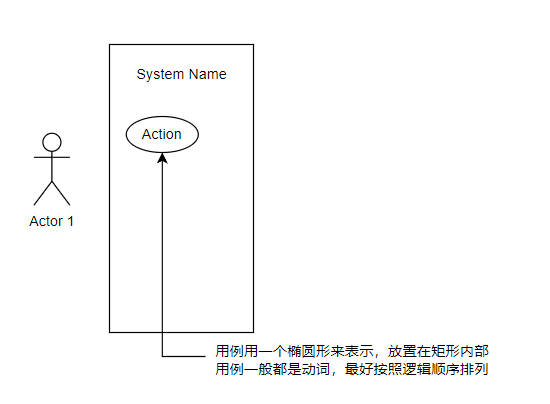 System Name
Action
Actor 1
用例用一个椭圆形来表示，放置在矩形内部
用例一般都是动词，最好按照逻辑顺序排列